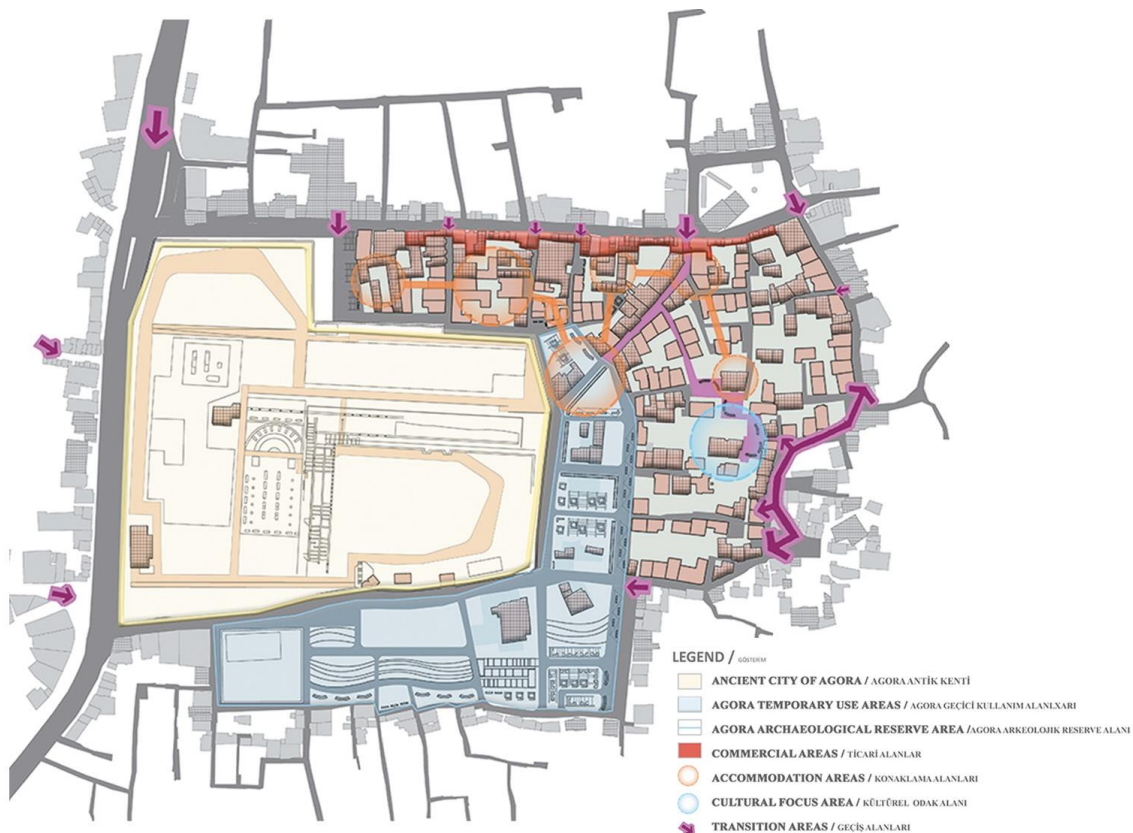 LEGEND / GÖSTERİM
ANCIENT CITY OF AGORA / AGORA ANTİK KENTİ
AGORA TEMPORARY USE AREAS / AGORA GEÇİCİ KULLANIM ALANLXARI
AGORA ARCHAEOLOGICAL RESERVE AREA /AGORA ARKEOLOJIK RESERVE ALANI
COMMERCIAL AREAS / TİCARİ ALANLAR
ACCOMMODATION AREAS / KONAKLAMA ALANLARI
CULTURAL FOCUS AREA / KÜLTÜREL ODAK ALANI
TRANSITION AREAS / GEÇİŞ ALANLARI